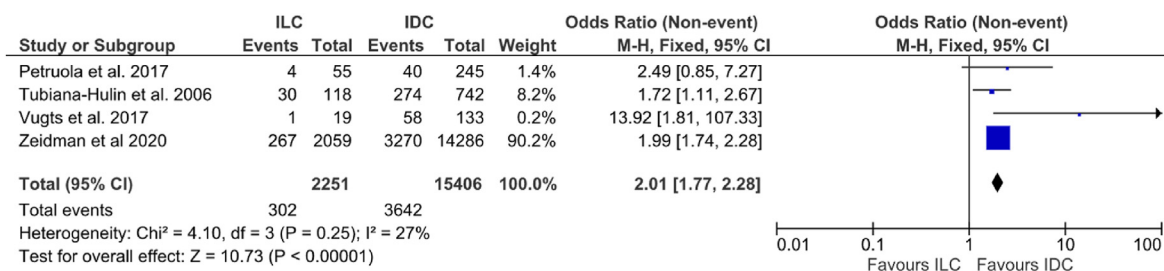 ILC IDC Odds Ratio (Non-event) Odds Ratio (Non-event)
Study or Subgroup Events Total Events Total Weight M-H, Fixed, 95% CI M-H, Fixed, 95% CI
Petruola et al. 2017 4 55 40 245 1.4% 2.49 [0.85, 7.27]
Tubiana-Hulin et al. 2006 30 118 274 742 8.2% 1.72 [1.11, 2.67]
Vugts et al. 2017 1 19 58 133 0.2% 13.92 [1.81, 107.33]
Zeidman et al 2020 267 2059 3270 14286 90.2% 1.99 [1.74, 2.28]
Total (95% CI) 2251 15406 100.0% 2.01 [1.77, 2.28]
Total events 302 3642
Heterogeneity: Chi² = 4.10, df = 3 (P = 0.25); I² = 27%
Test for overall effect: Z = 10.73 (P < 0.00001)
0.01 0.1 1 10 100
Favours ILC Favours IDC